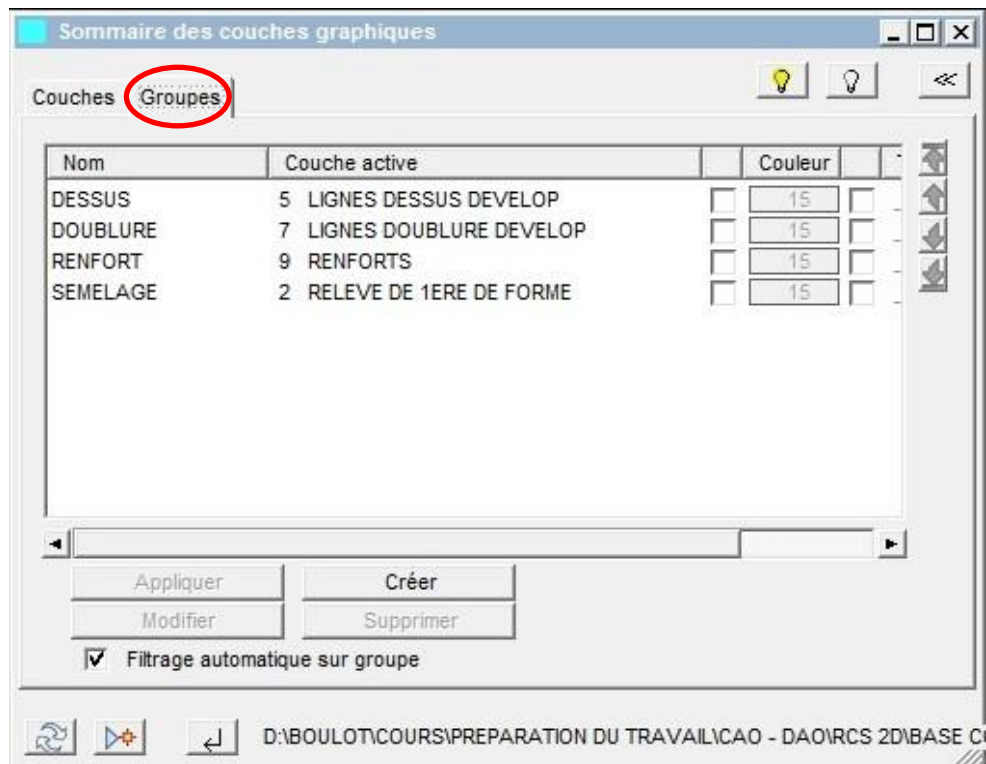 Sommaire des couches graphiques
Couches Groupes
Nom Couche active Couleur
DESSUS 5 LIGNES DESSUS DEVELOP 15
DOUBLURE 7 LIGNES DOUBLURE DEVELOP 15
RENFORT 9 RENFORTS 15
SEMELAGE 2 RELEVE DE 1ERE DE FORME 15
Appliquer Créer
Modifier Supprimer
Filtrage automatique sur groupe
D:\BOULOT\COURS\PREPARATION DU TRAVAIL\CAO - DAO\RCS 2D\BASE